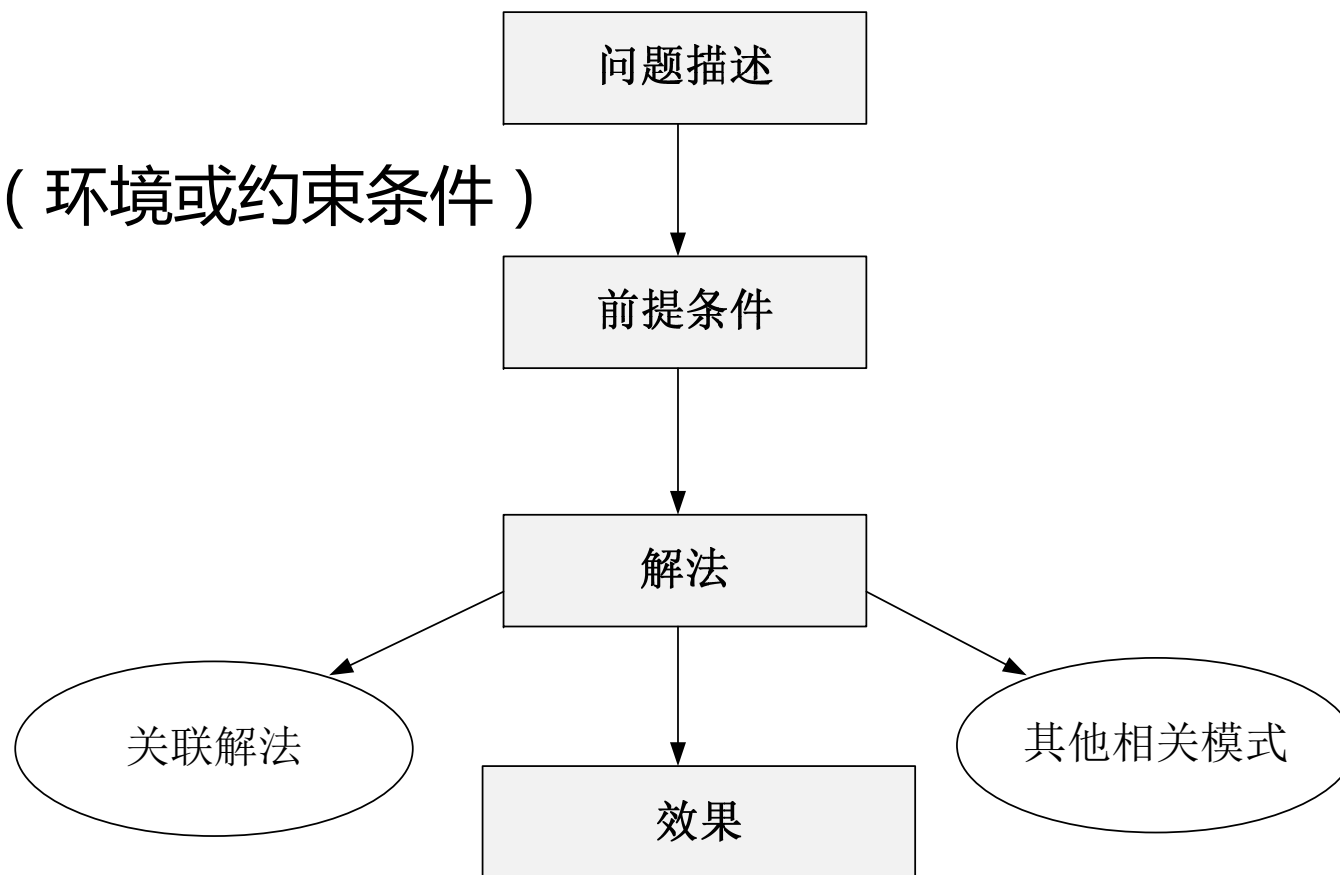 问题描述
（环境或约束条件）
前提条件
解法
关联解法
其他相关模式
效果